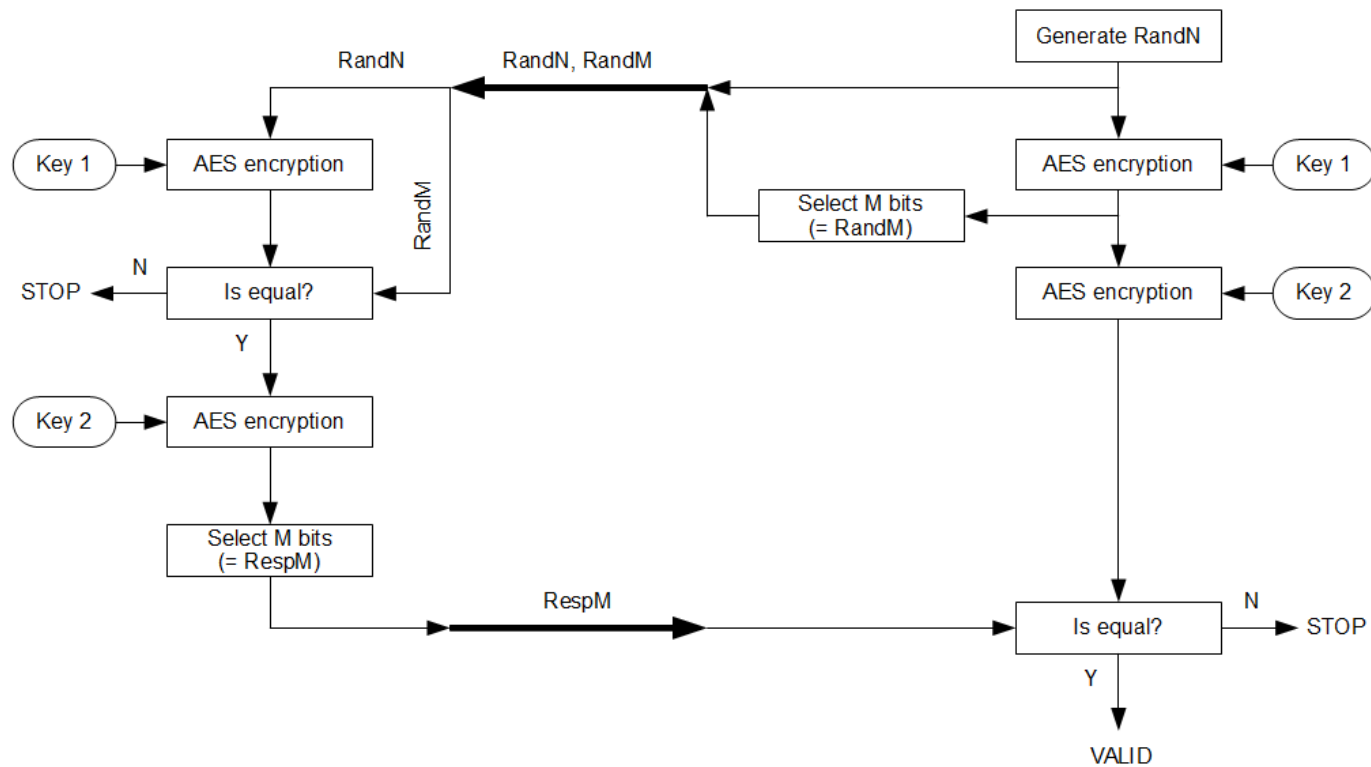 Generate RandN
RandN
RandN, RandM
Key 1
AES encryption
AES encryption
Key 1
RandM
Select M bits
(= RandM)
N
STOP
Is equal?
AES encryption
Key 2
Y
Key 2
AES encryption
Select M bits
(= RespM)
RespM
Is equal?
N
STOP
Y
VALID